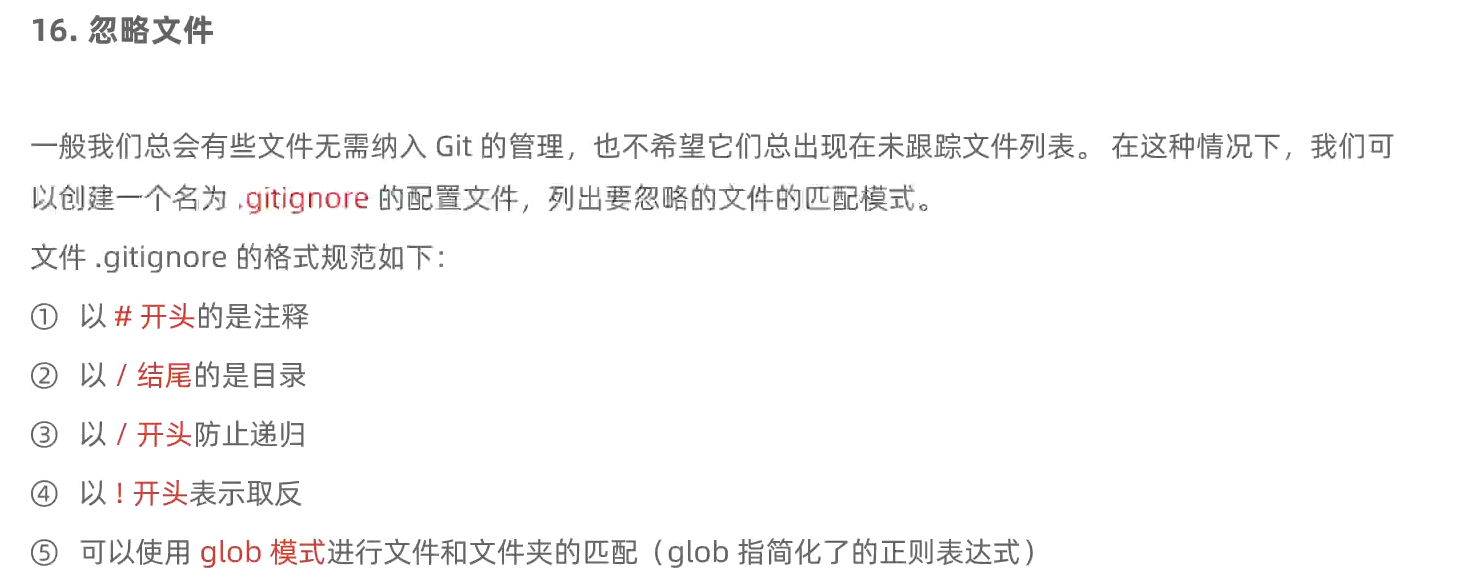 16. 忽略文件
一般我们总会有些文件无需纳入 Git 的管理，也不希望它们总出现在未跟踪文件列表。 在这种情况下，我们可
以创建一个名为 .gitignore 的配置文件，列出要忽略的文件的匹配模式。
文件 .gitignore 的格式规范如下：
① 以 # 开头的是注释
② 以 / 结尾的是目录
③ 以 / 开头防止递归
④ 以 ! 开头表示取反
⑤ 可以使用 glob 模式进行文件和文件夹的匹配（glob 指简化了的正则表达式）